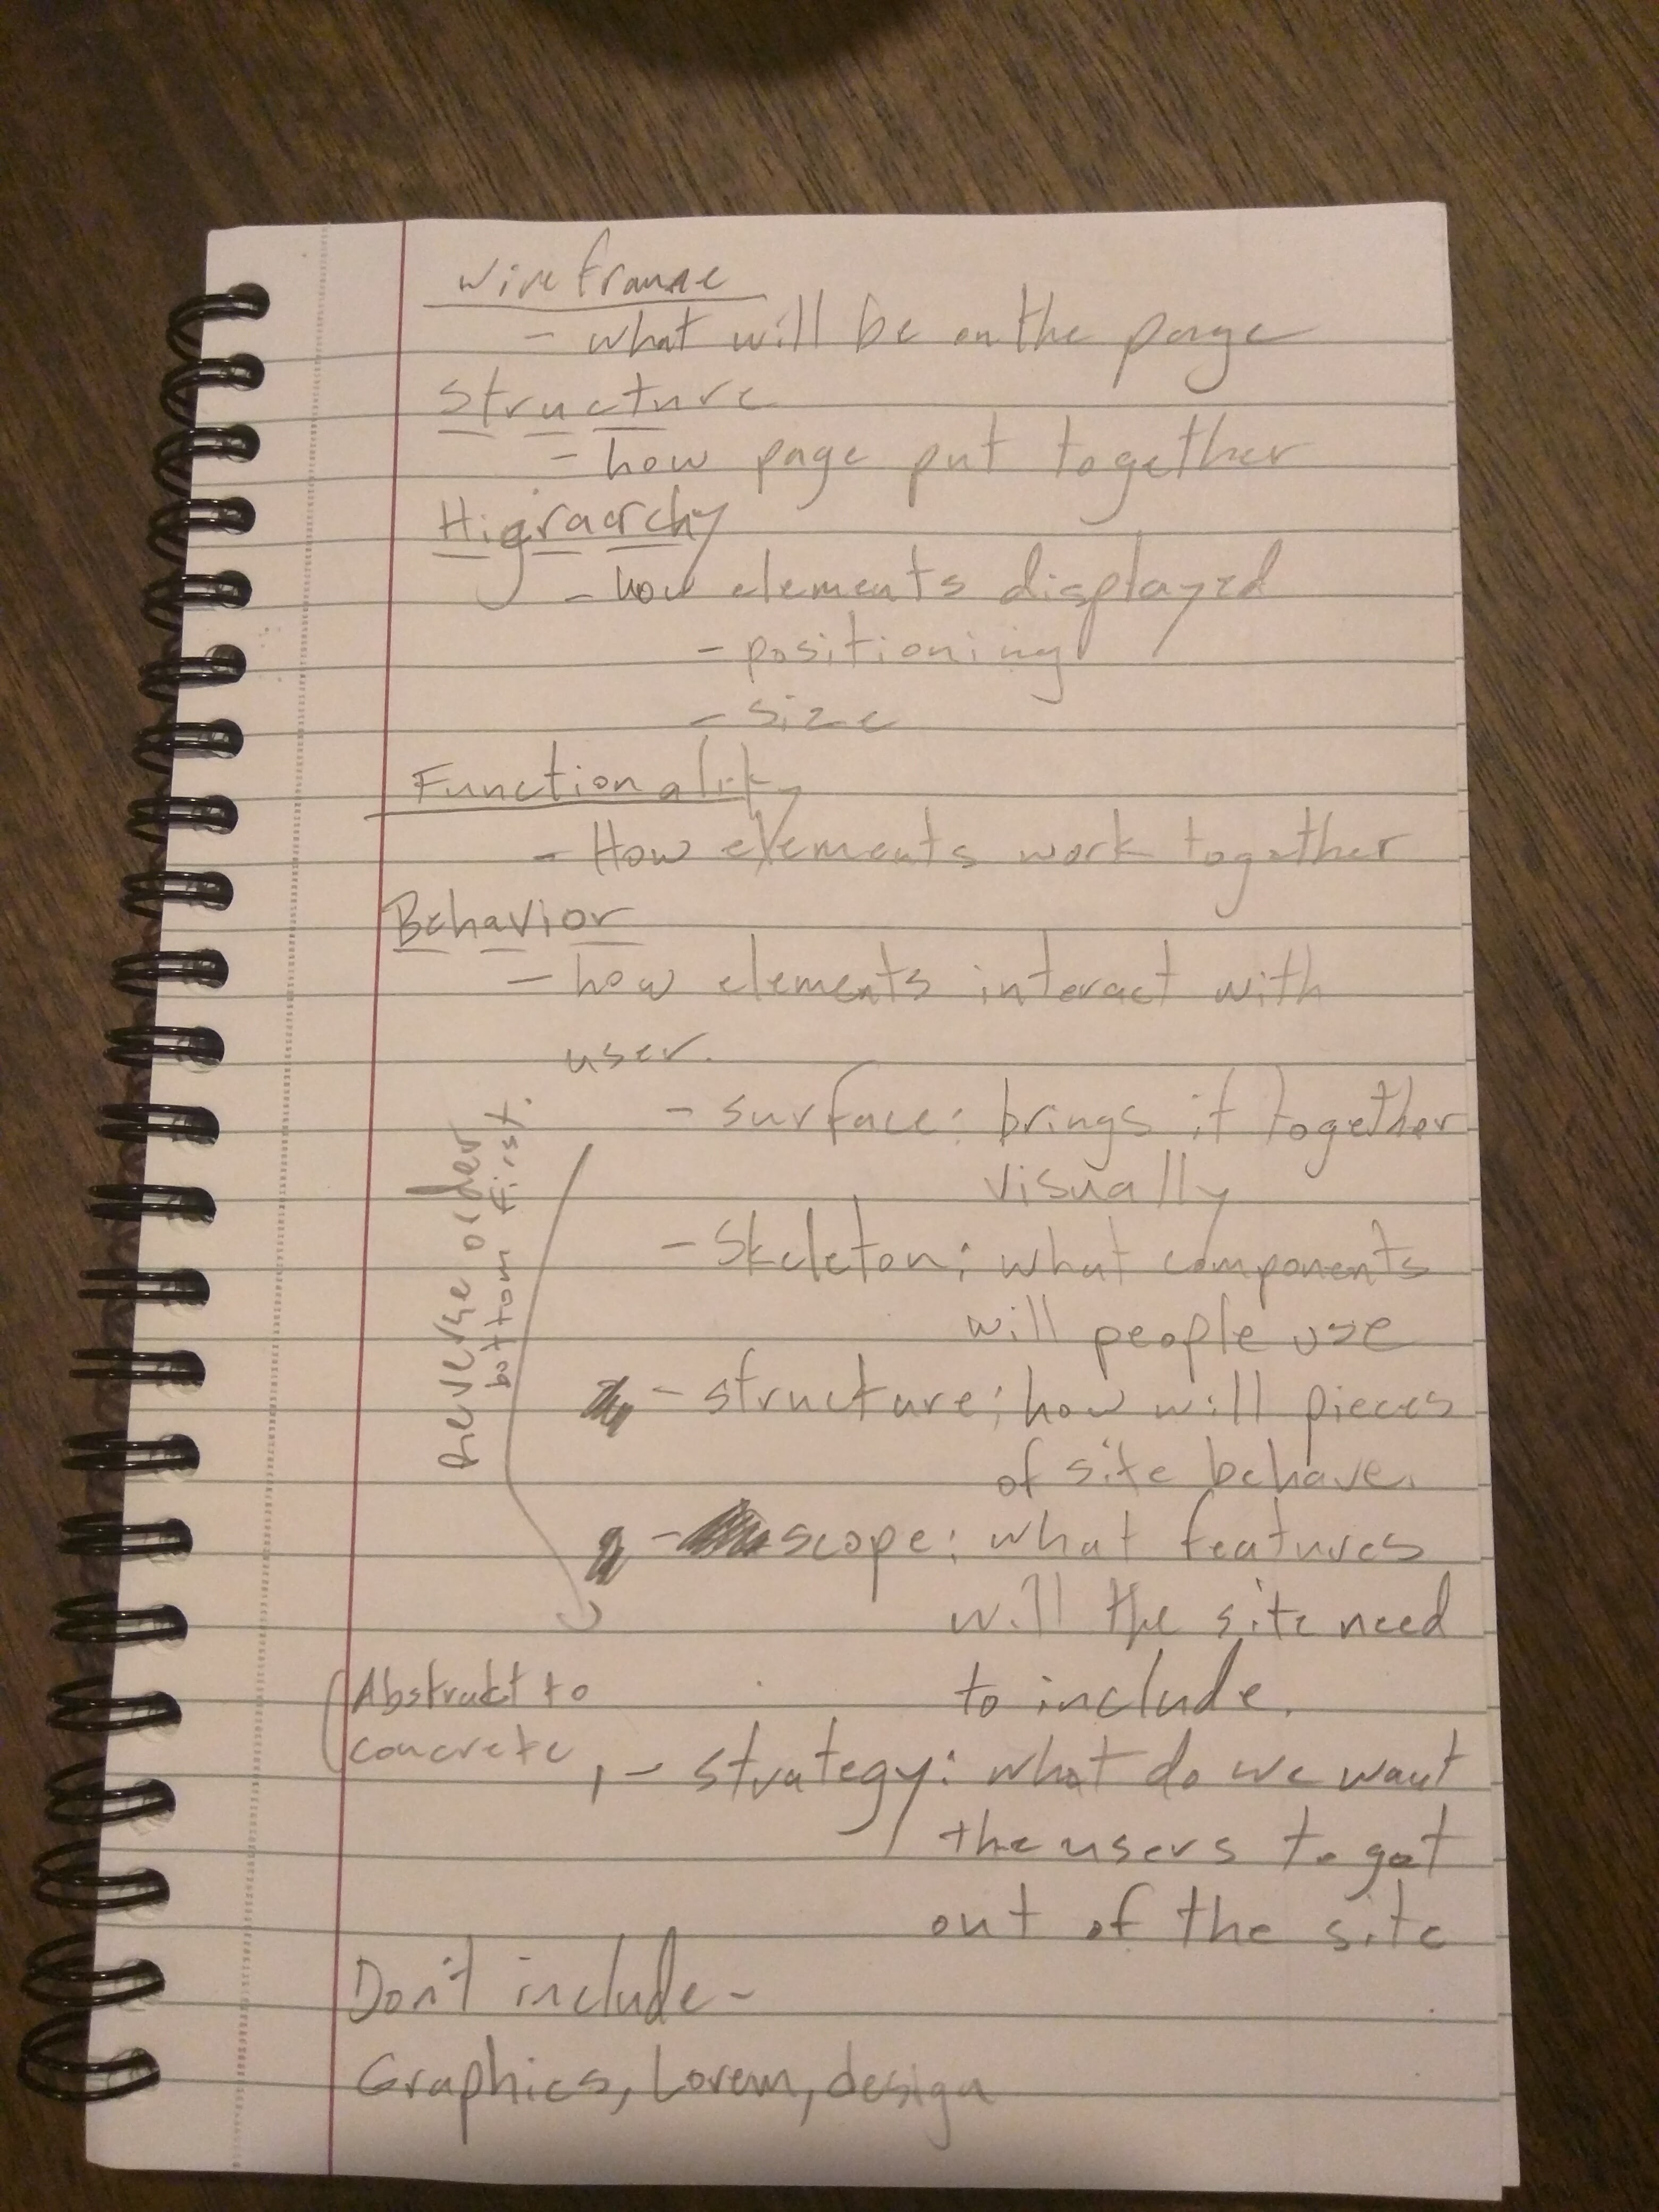 wireframe
- what will be on the page
Structure
- how page put together
Higraarchy
- how elements displayed
- positioning
- size
Functionality
- How elements work together
Behavior
- how elements interact with
user.
- surface: brings it together
visually
- Skeleton: what components
will people use
- structure: how will pieces
of site behave.
- scope: what features
will the site need
to include.
Reverse order
bottom first.
Abstract to
concrete
1 - strategy: what do we want
the users to get
out of the site
Don't include -
Graphics, Lorem, design